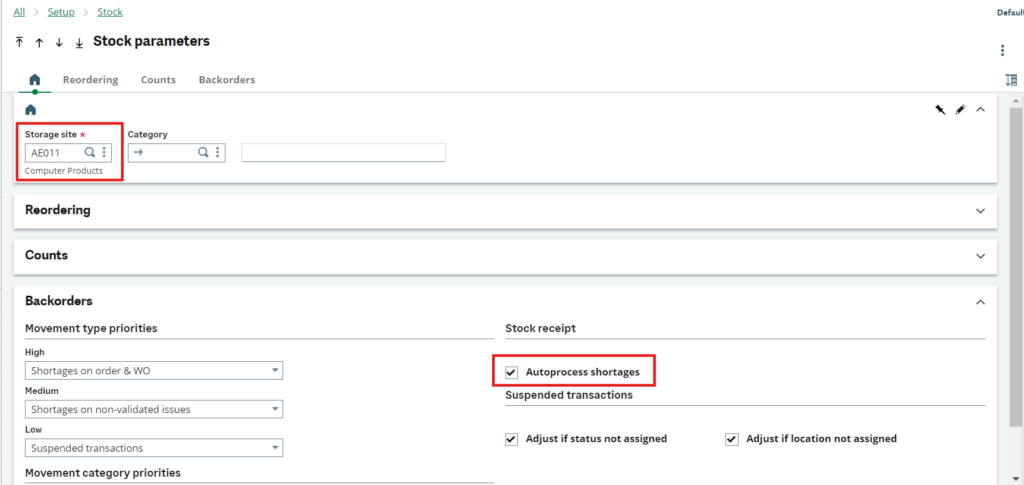 All > Setup > Stock
Stock parameters
Reordering Counts Backorders
Storage site * Category
AE011
Computer Products
Reordering
Counts
Backorders
Movement type priorities
High
Shortages on order & WO
Medium
Shortages on non-validated issues
Low
Suspended transactions
Movement category priorities
Stock receipt
Autoprocess shortages
Suspended transactions
Adjust if status not assigned Adjust if location not assigned